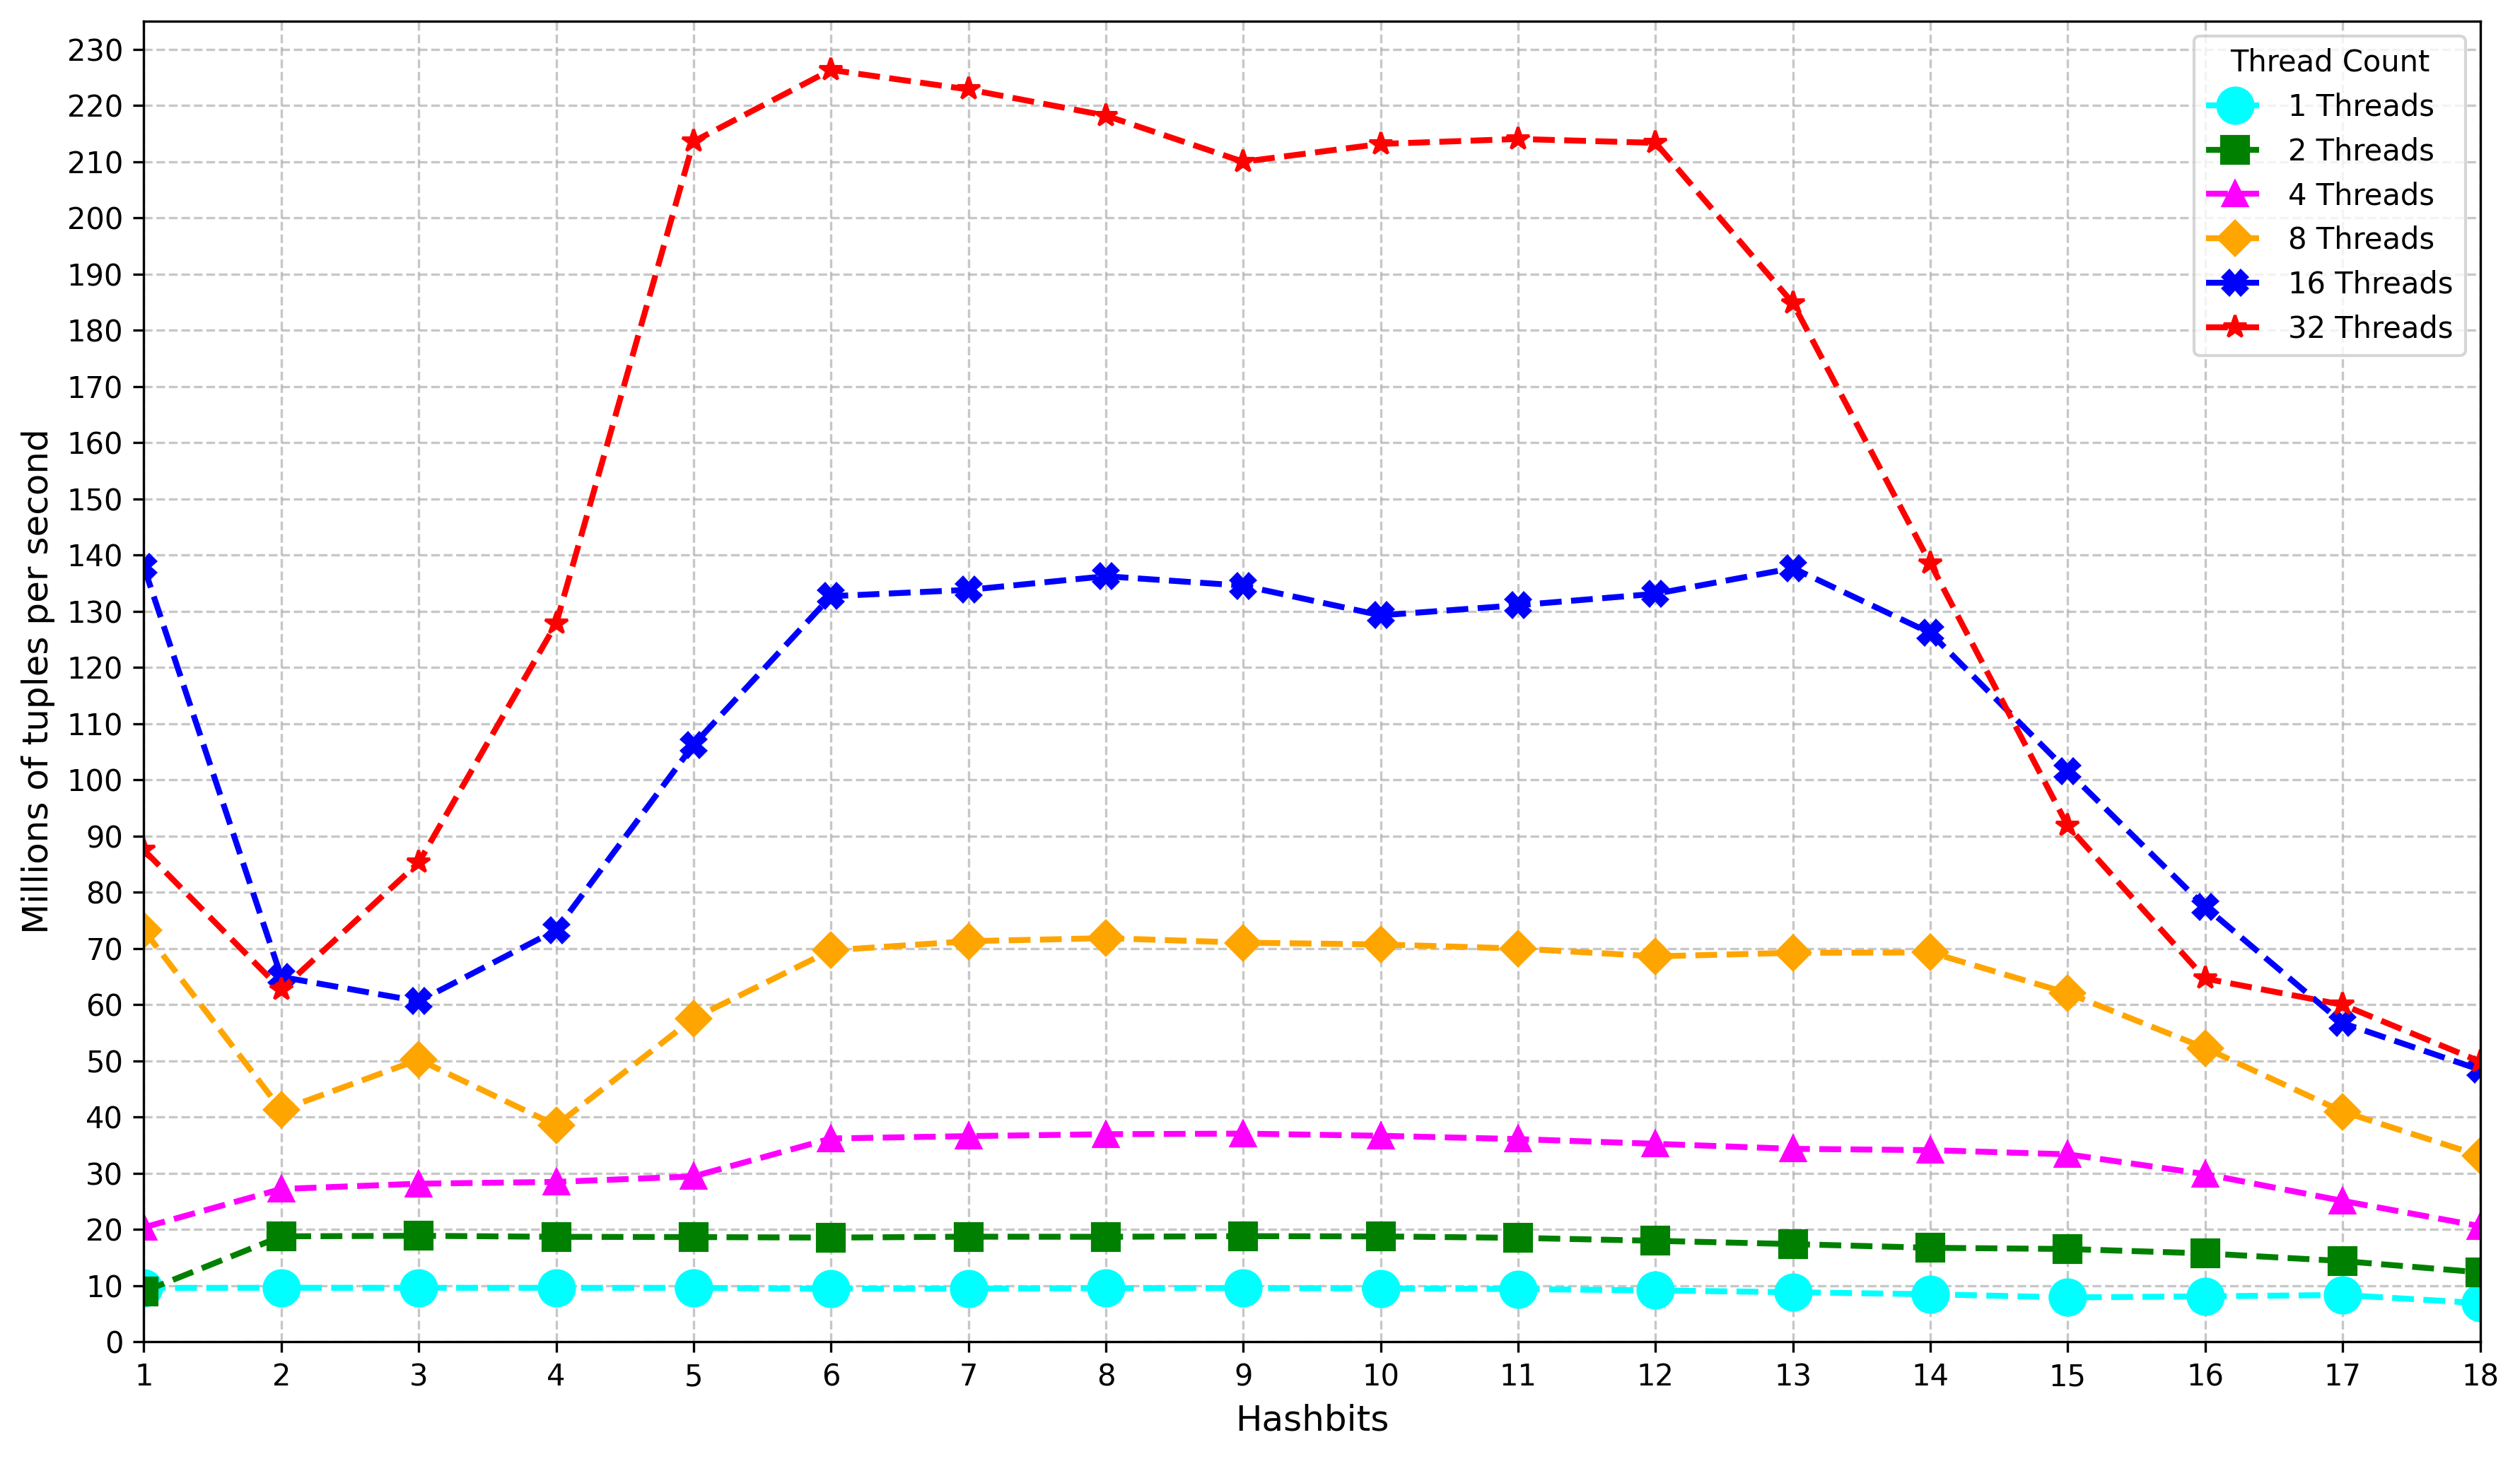 Millions of tuples per second
230
220
210
200
190
180
170
160
150
140
130
120
110
100
90
80
70
60
50
40
30
20
10
0
Thread Count
1 Threads
2 Threads
4 Threads
8 Threads
16 Threads
32 Threads
1 2 3 4 5 6 7 8 9 10 11 12 13 14 15 16 17 18
Hashbits